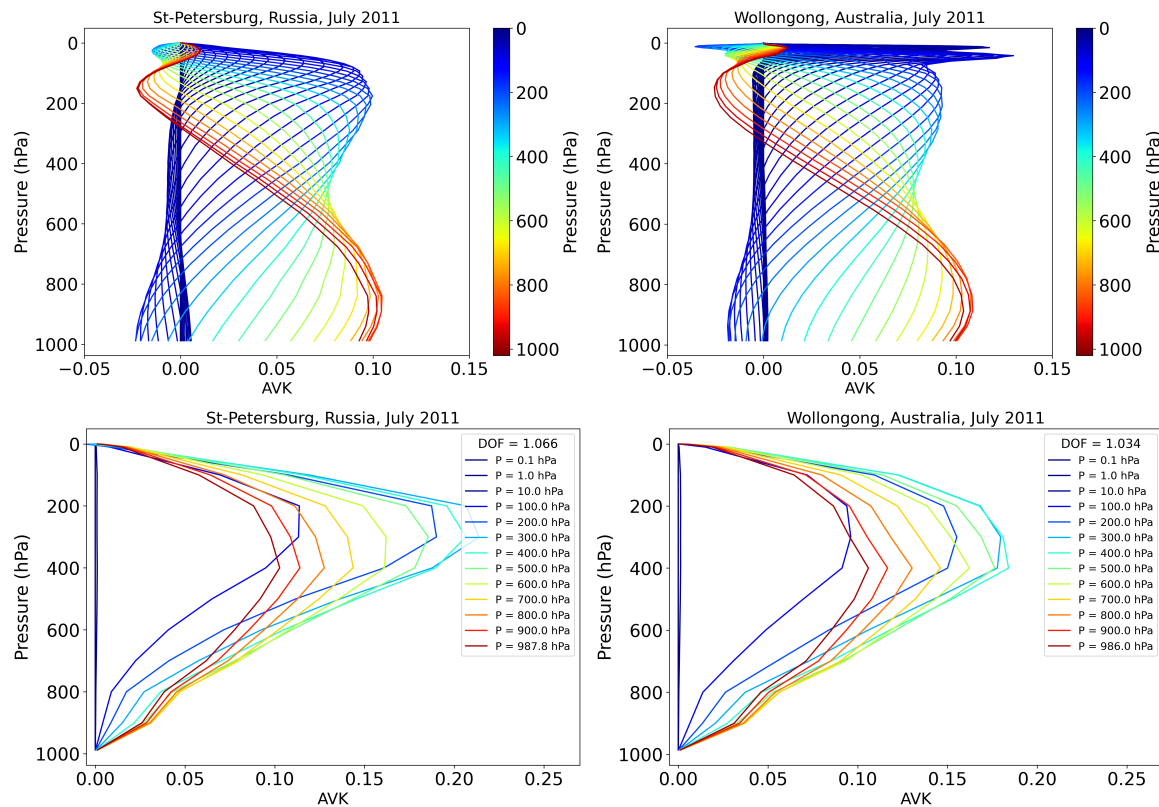 St-Petersburg, Russia, July 2011
0
200
400
600
800
1000
Pressure (hPa)
−0.05 0.00 0.05 0.10 0.15
AVK
0
200
400
600
800
1000
Pressure (hPa)
Wollongong, Australia, July 2011
0
200
400
600
800
1000
Pressure (hPa)
−0.05 0.00 0.05 0.10 0.15
AVK
0
200
400
600
800
1000
Pressure (hPa)
St-Petersburg, Russia, July 2011
0
200
400
600
800
1000
Pressure (hPa)
0.00 0.05 0.10 0.15 0.20 0.25
AVK
DOF = 1.066
P = 0.1 hPa
P = 1.0 hPa
P = 10.0 hPa
P = 100.0 hPa
P = 200.0 hPa
P = 300.0 hPa
P = 400.0 hPa
P = 500.0 hPa
P = 600.0 hPa
P = 700.0 hPa
P = 800.0 hPa
P = 900.0 hPa
P = 987.8 hPa
Wollongong, Australia, July 2011
0
200
400
600
800
1000
Pressure (hPa)
0.00 0.05 0.10 0.15 0.20 0.25
AVK
DOF = 1.034
P = 0.1 hPa
P = 1.0 hPa
P = 10.0 hPa
P = 100.0 hPa
P = 200.0 hPa
P = 300.0 hPa
P = 400.0 hPa
P = 500.0 hPa
P = 600.0 hPa
P = 700.0 hPa
P = 800.0 hPa
P = 900.0 hPa
P = 986.0 hPa